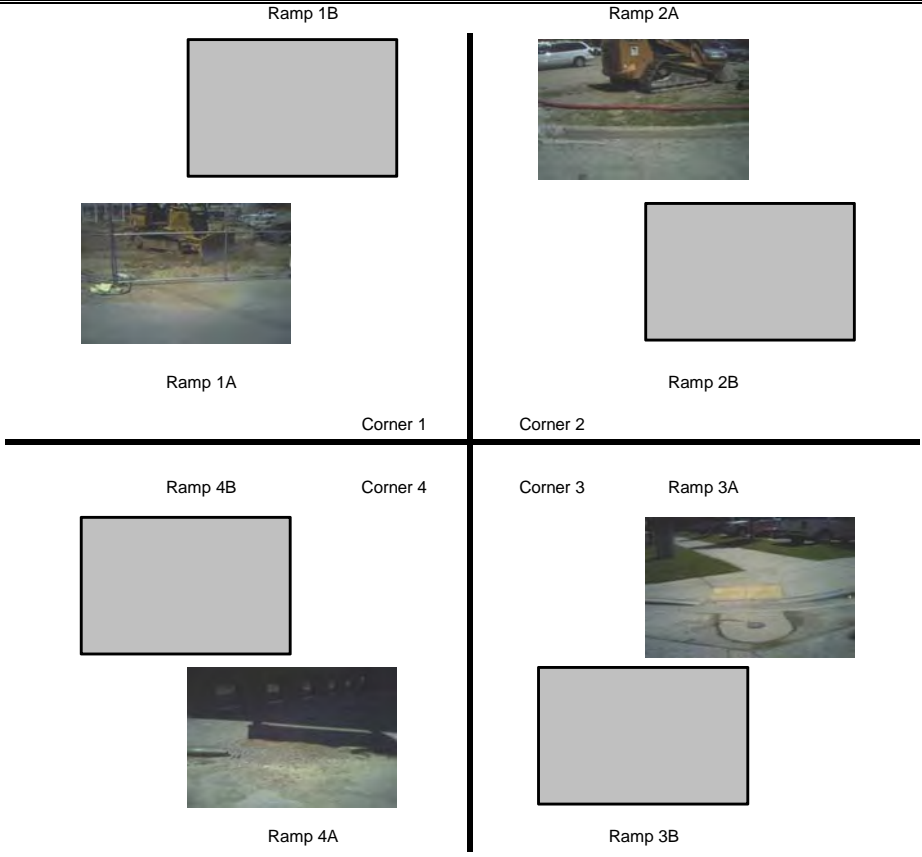 Ramp 1B
Ramp 2A
Ramp 1A
Ramp 2B
Corner 1
Corner 2
Ramp 4B
Corner 4
Corner 3
Ramp 3A
Ramp 4A
Ramp 3B